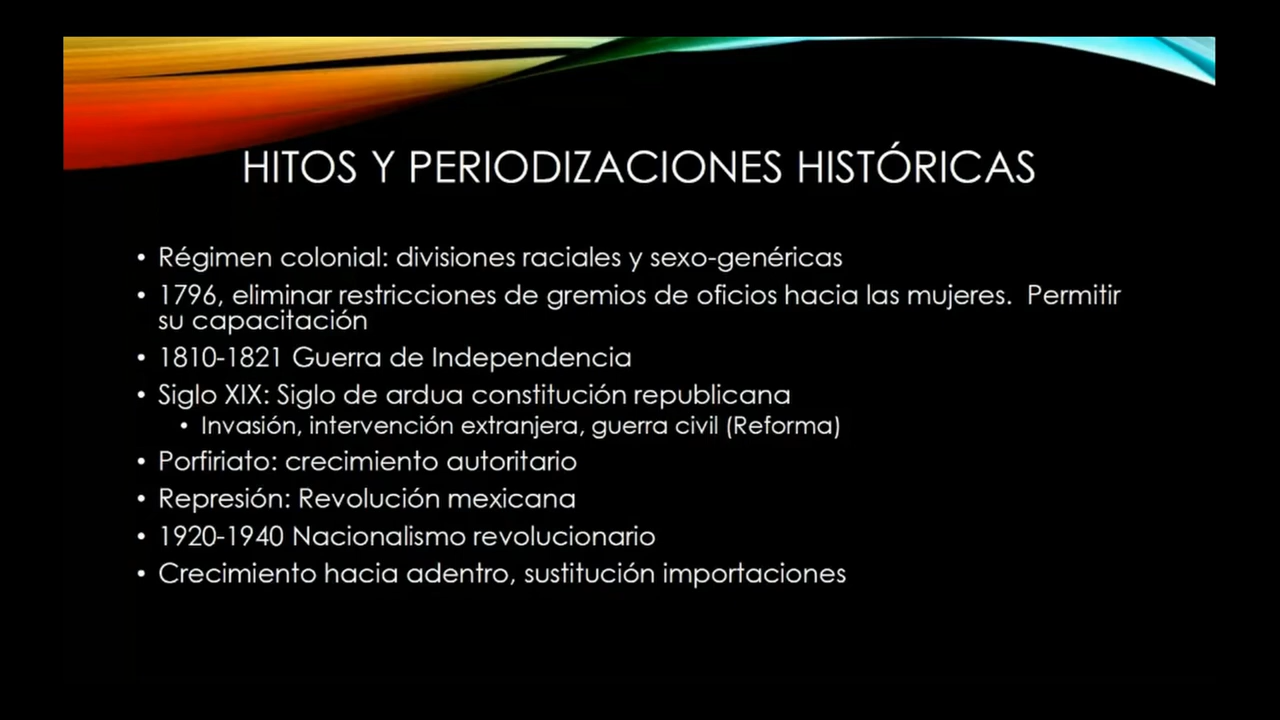 HITOS Y PERIODIZACIONES HISTÓRICAS
• Régimen colonial: divisiones raciales y sexo-genéricas
• 1796, eliminar restricciones de gremios de oficios hacia las mujeres.  Permitir
su capacitación
• 1810-1821 Guerra de Independencia
• Siglo XIX: Siglo de ardua constitución republicana
• Invasión, intervención extranjera, guerra civil (Reforma)
• Porfiriato: crecimiento autoritario
• Represión: Revolución mexicana
• 1920-1940 Nacionalismo revolucionario
• Crecimiento hacia adentro, sustitución importaciones